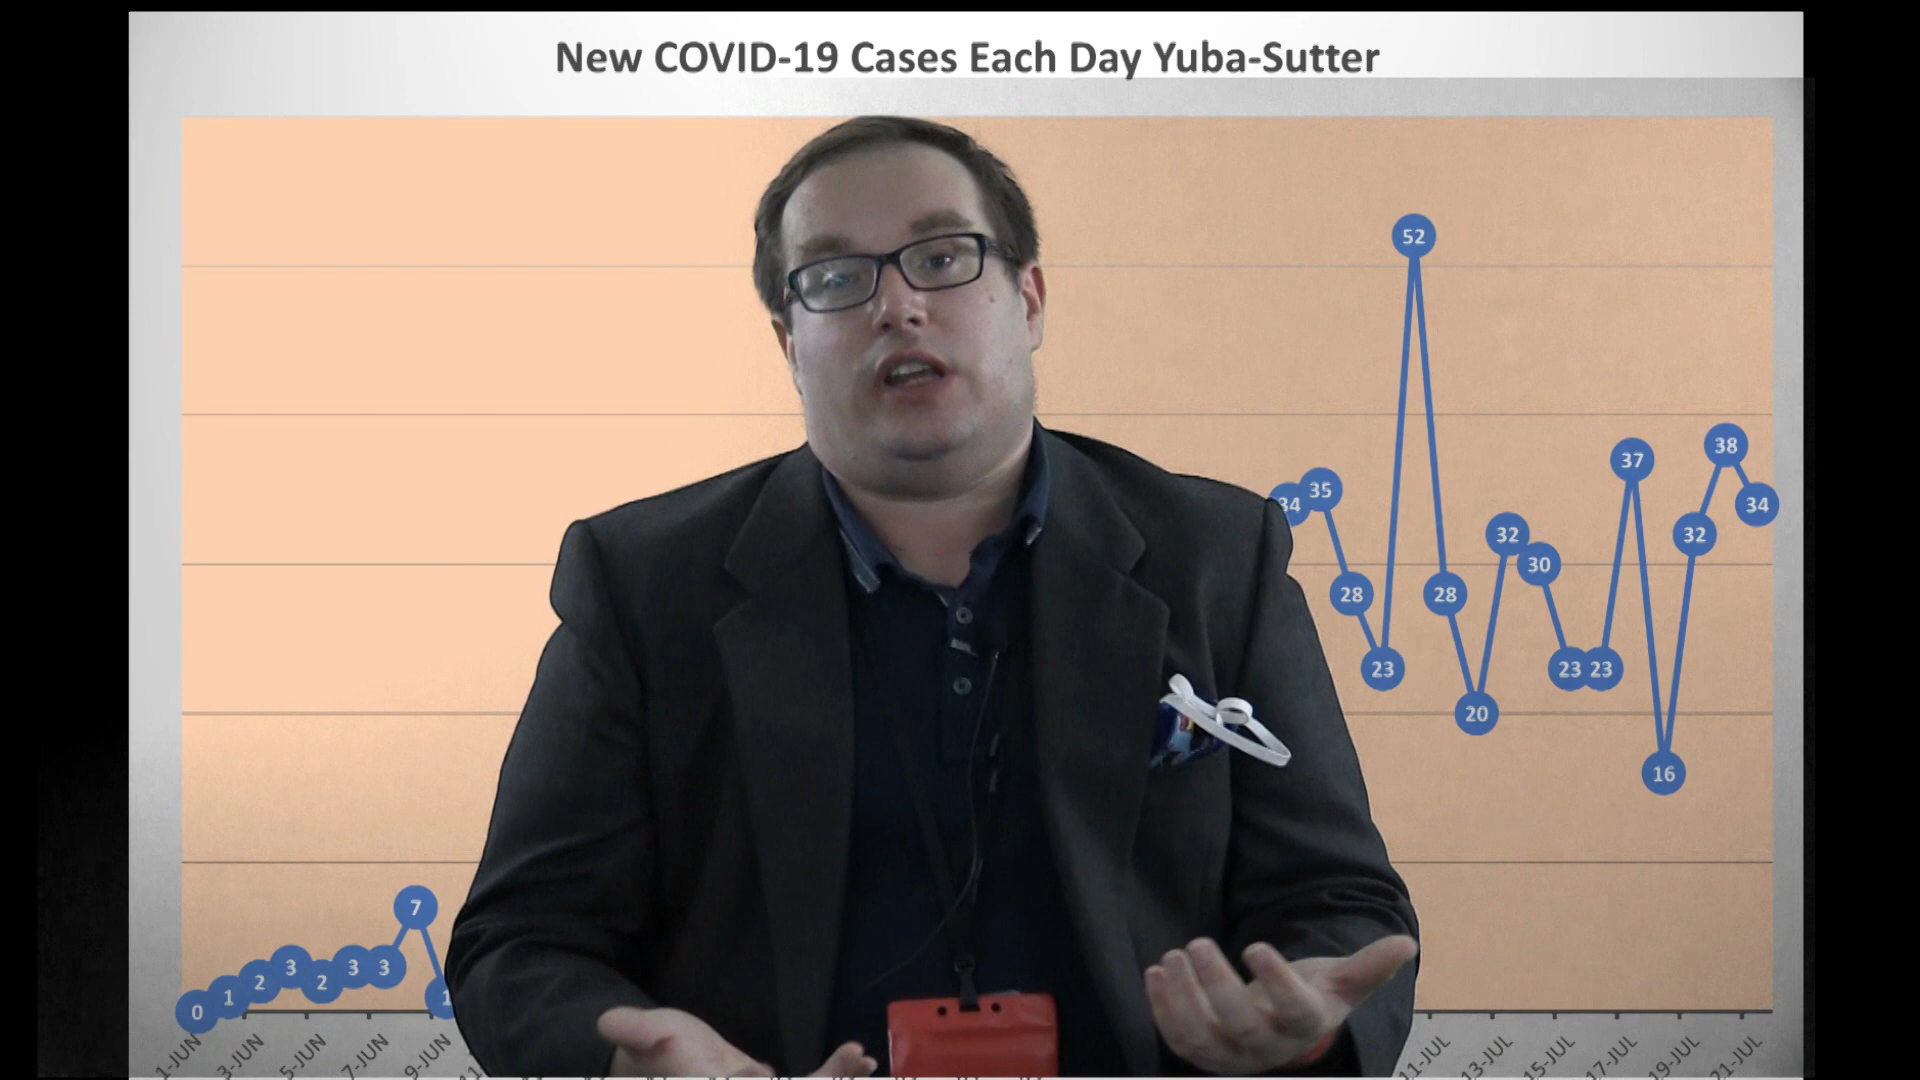 New COVID-19 Cases Each Day Yuba-Sutter
52
38
37
35
34
34
32
32
30
28
28
23
23
23
20
16
7
3
3
3
2
2
1
1
0
1-JUN
3-JUN
5-JUN
7-JUN
9-JUN
11-JUL
13-JUL
15-JUL
17-JUL
19-JUL
21-JUL